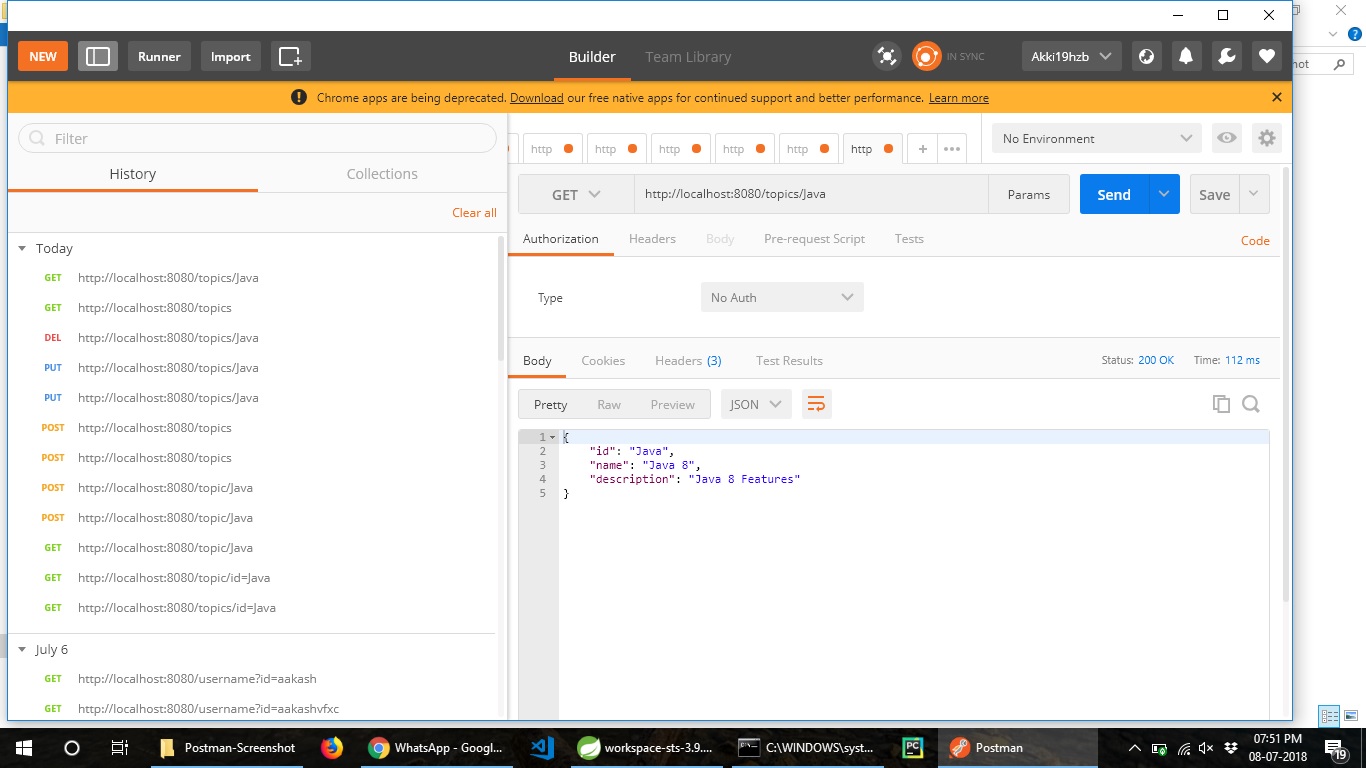 NEW
Runner
Import
Builder
Team Library
IN SYNC
Akki19hzb
Chrome apps are being deprecated. Download our free native apps for continued support and better performance. Learn more
Filter
History
Collections
Clear all
Today
GET http://localhost:8080/topics/Java
GET http://localhost:8080/topics
DEL http://localhost:8080/topics/Java
PUT http://localhost:8080/topics/Java
PUT http://localhost:8080/topics/Java
POST http://localhost:8080/topics
POST http://localhost:8080/topics
POST http://localhost:8080/topic/Java
POST http://localhost:8080/topic/Java
GET http://localhost:8080/topic/Java
GET http://localhost:8080/topic/id=Java
GET http://localhost:8080/topics/id=Java
July 6
GET http://localhost:8080/username?id=aakash
GET http://localhost:8080/username?id=aakashvfxc
http
http
http
http
http
http
+
•••
No Environment
GET
http://localhost:8080/topics/Java
Params
Send
Save
Authorization
Headers
Body
Pre-request Script
Tests
Code
Type
No Auth
Body
Cookies
Headers (3)
Test Results
Status: 200 OK
Time: 112 ms
Pretty
Raw
Preview
JSON
1 {
2 "id": "Java",
3 "name": "Java 8",
4 "description": "Java 8 Features"
5 }
hot
Postman-Screenshot
WhatsApp - Googl...
workspace-sts-3.9....
C:\WINDOWS\syst...
PC
Postman
07:51 PM
08-07-2018
19